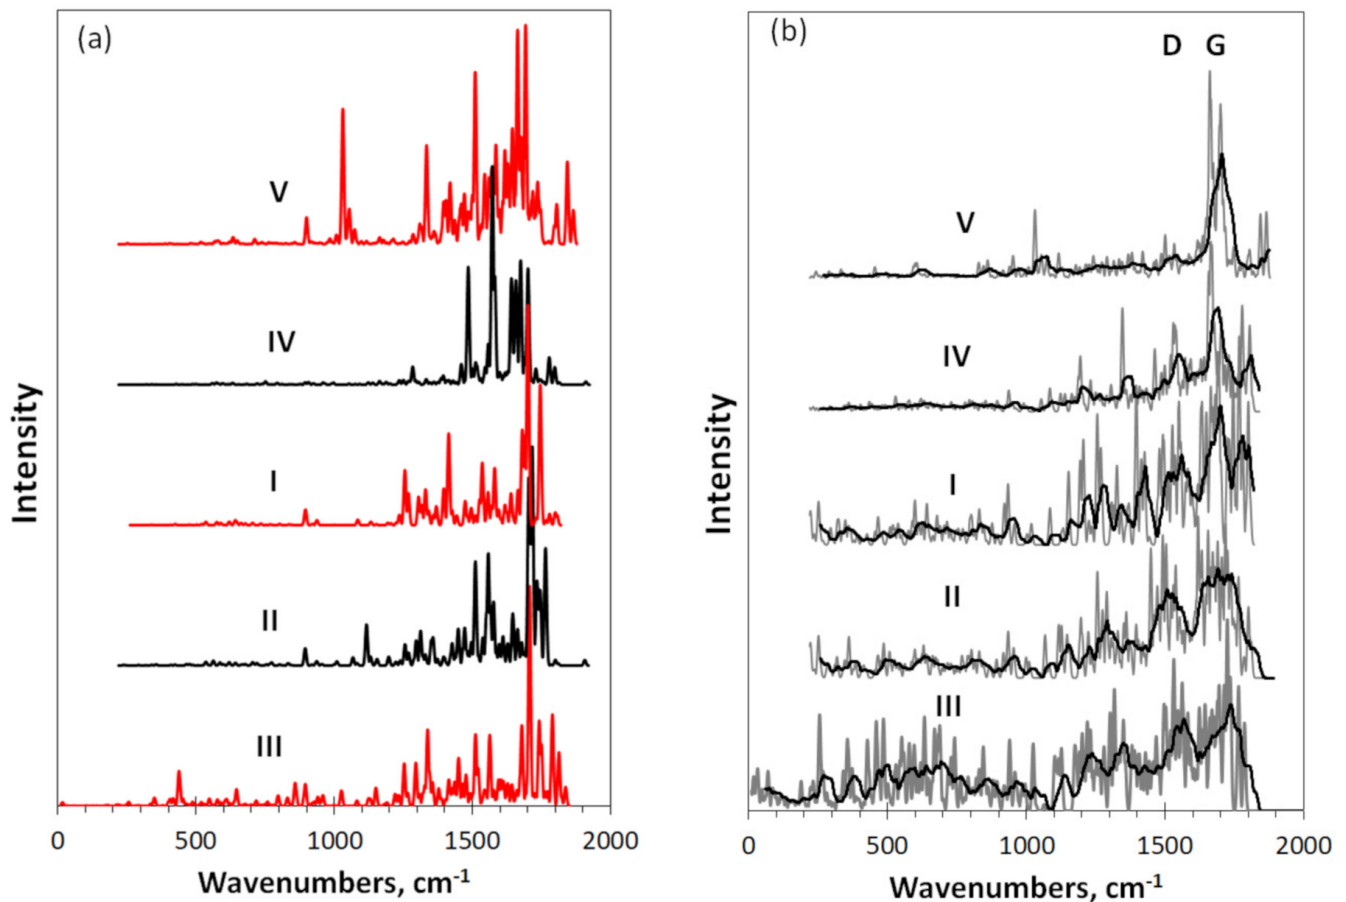 (a)
V
IV
I
II
III
Intensity
0 500 1000 1500 2000
Wavenumbers, cm-1
(b)
D G
V
IV
I
II
III
Intensity
0 500 1000 1500 2000
Wavenumbers, cm-1